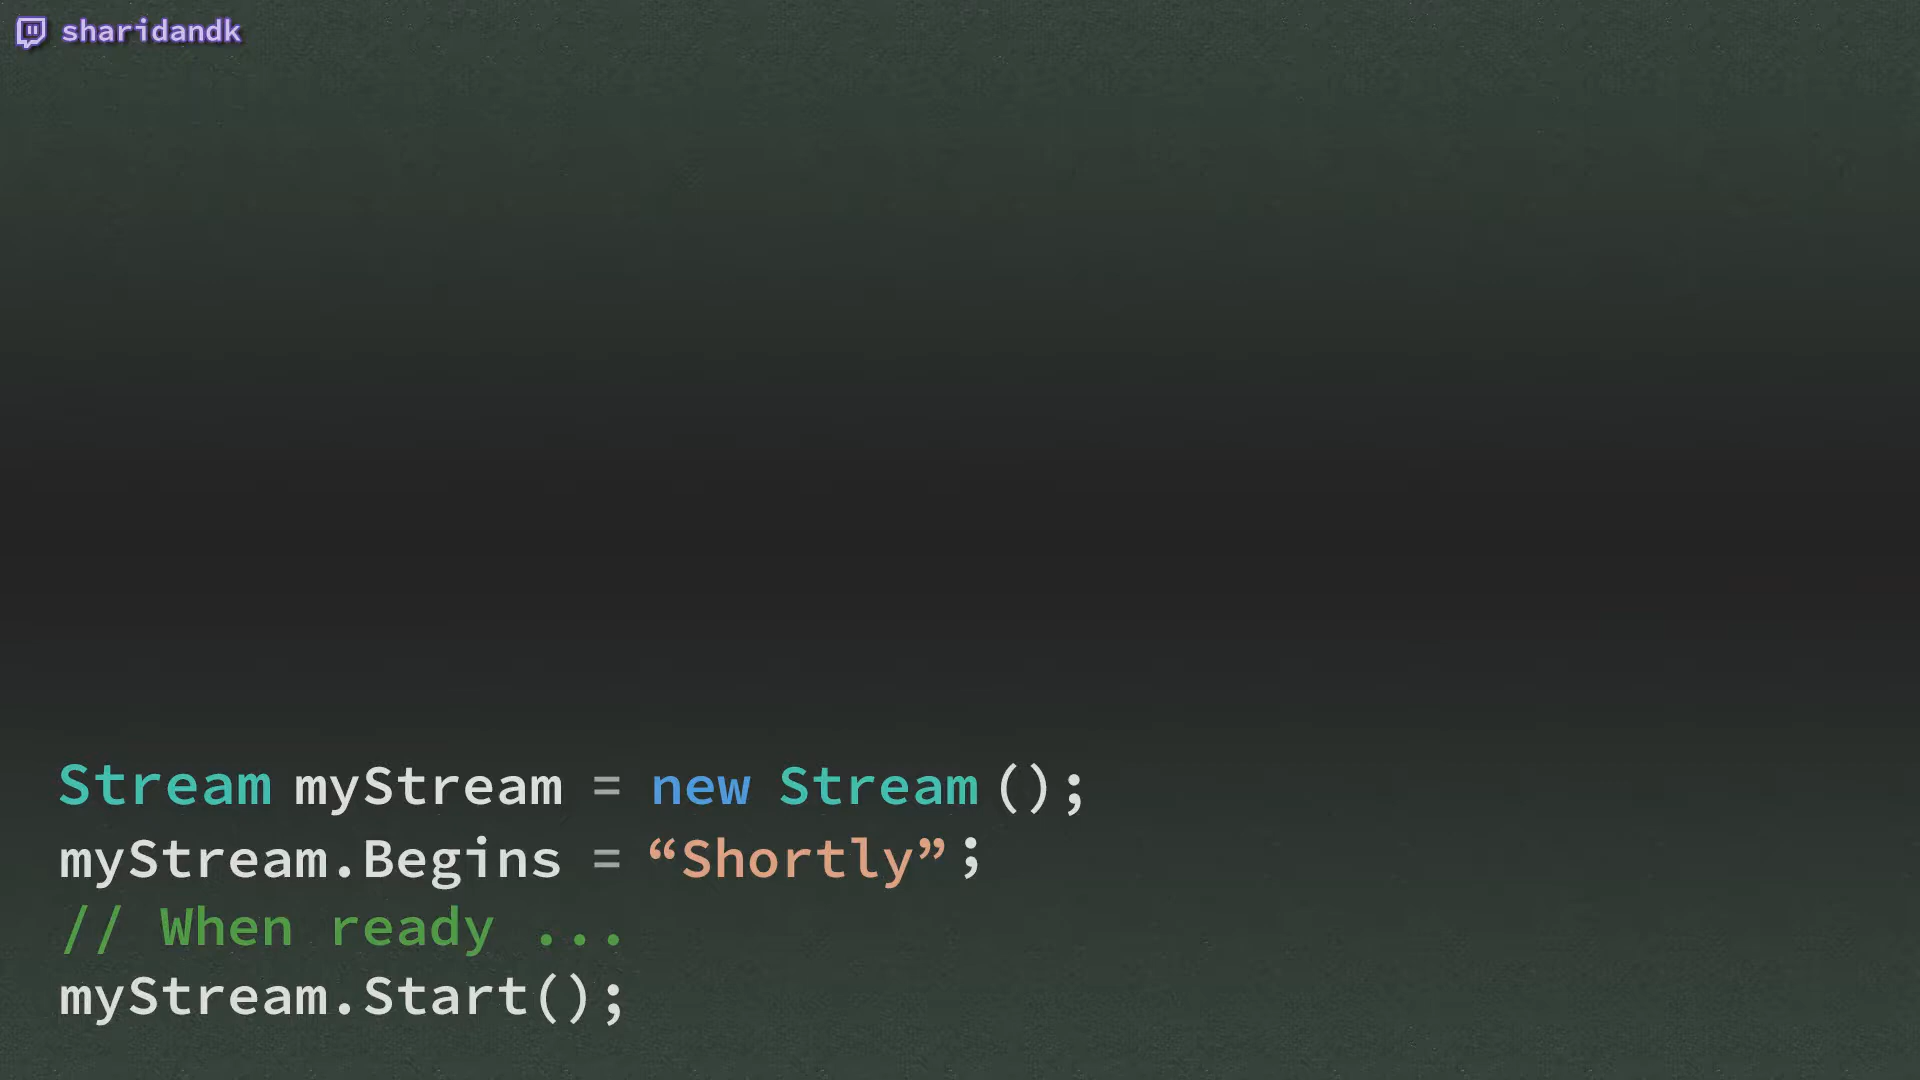 sharidandk
Stream myStream = new Stream();
myStream.Begins = “Shortly”;
// When ready ...
myStream.Start();